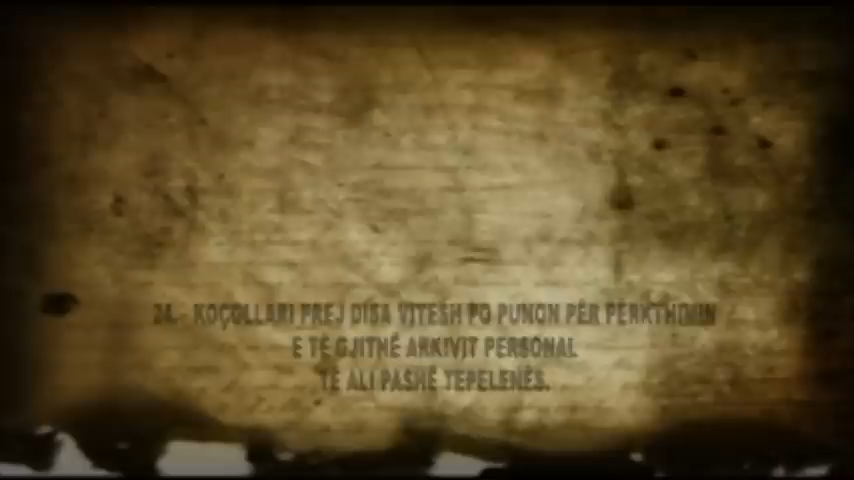 24.- KOÇOLLARI PREJ DISA VITESH PO PUNON PËR PËRKTHIMIN
E TË GJITHË ARKIVIT PERSONAL
TË ALI PASHË TEPELENËS.